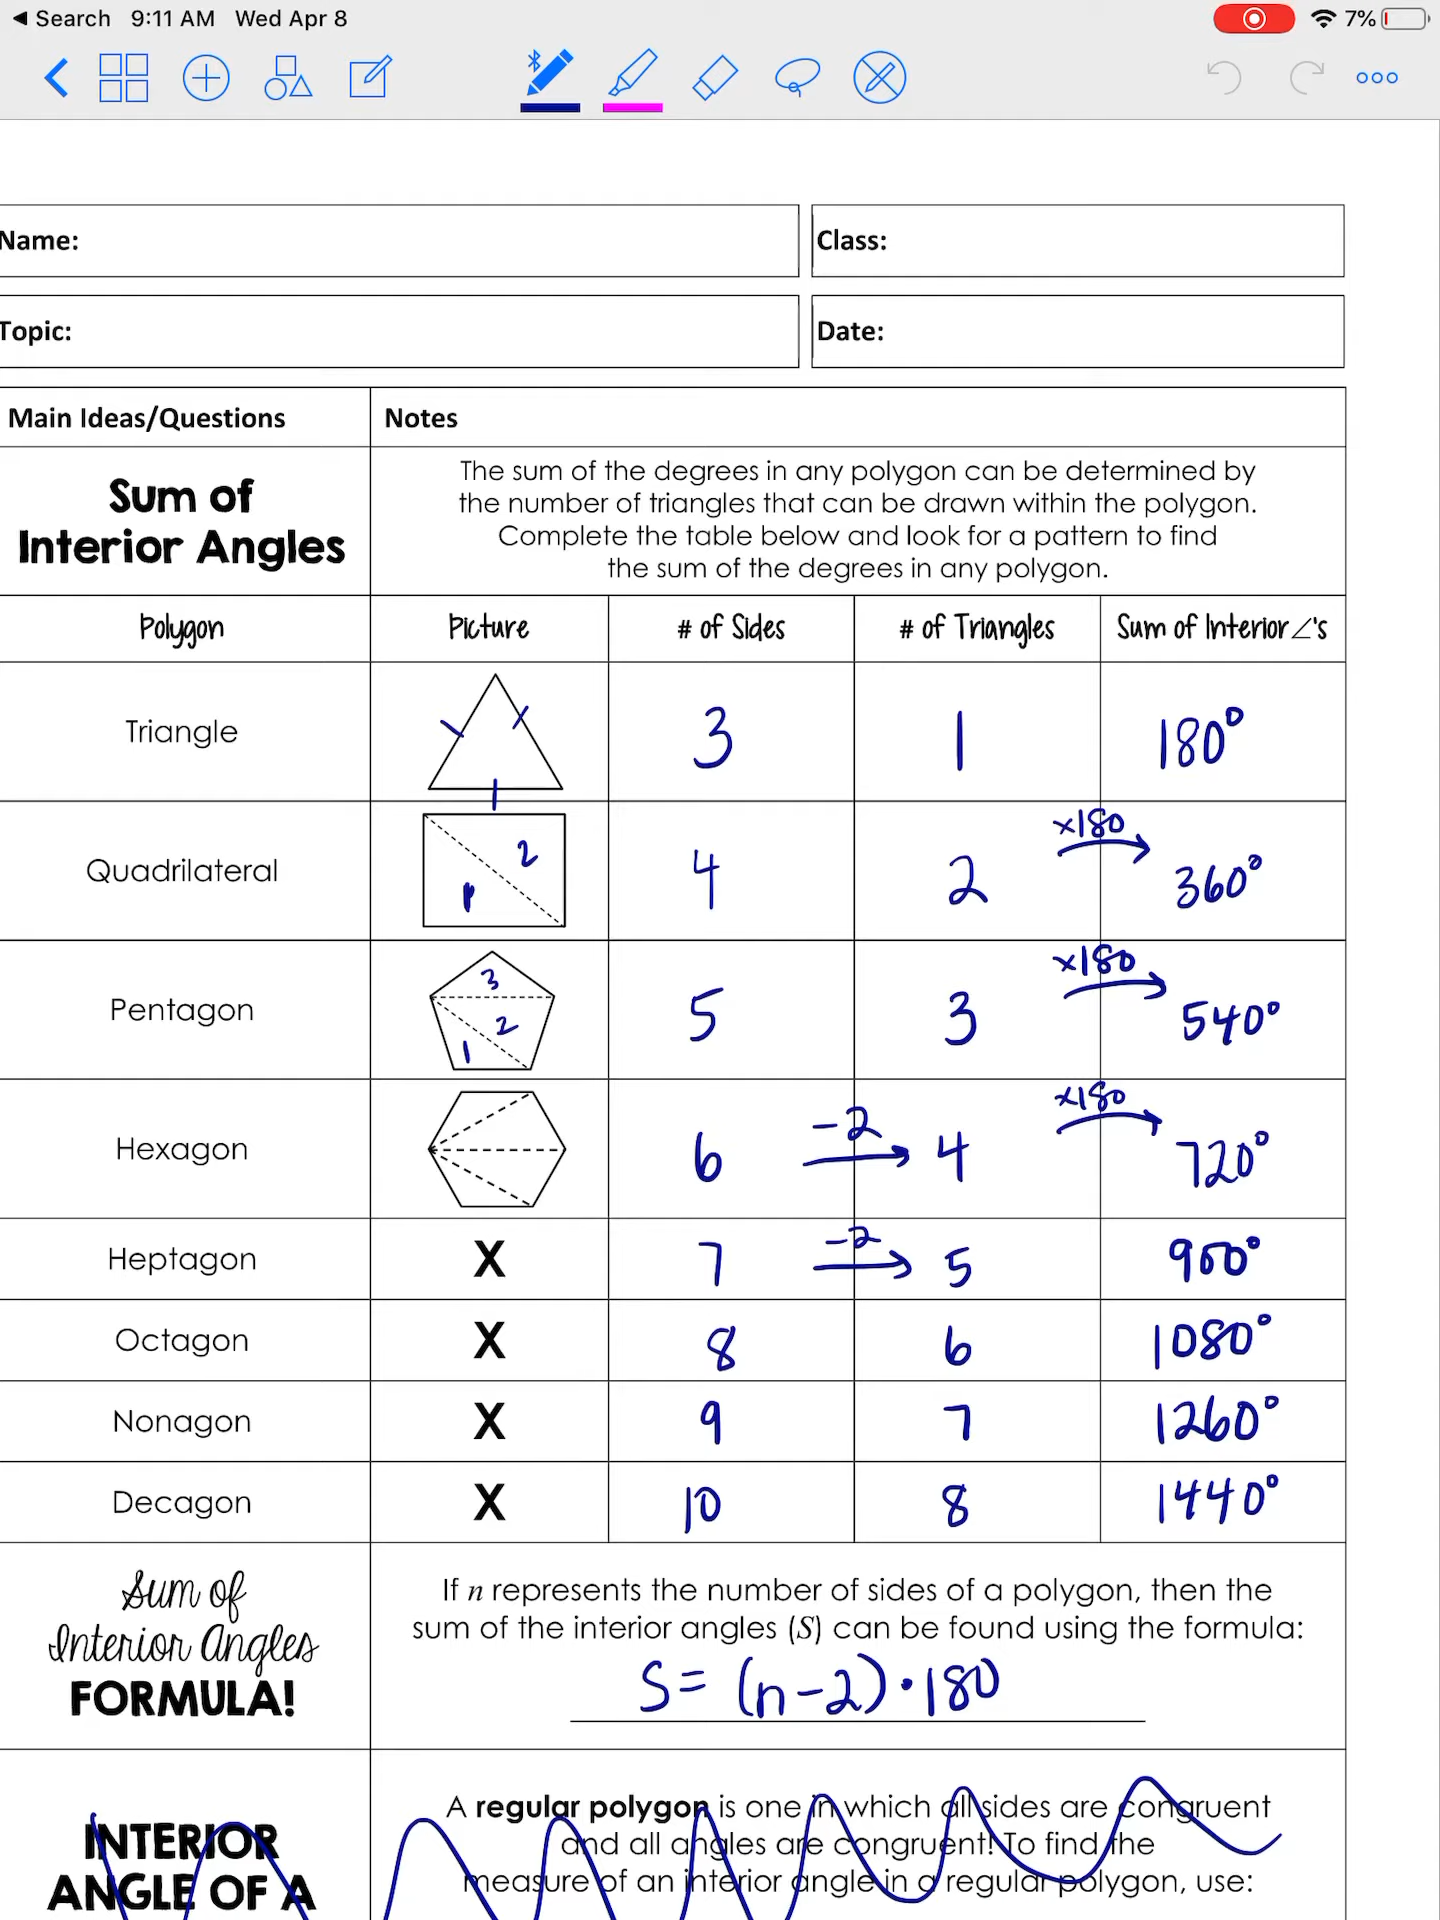 Search 9:11 AM Wed Apr 8 7%
Name: Class:
Topic: Date:
Main Ideas/Questions Notes
Sum of
Interior Angles
The sum of the degrees in any polygon can be determined by
the number of triangles that can be drawn within the polygon.
Complete the table below and look for a pattern to find
the sum of the degrees in any polygon.
Polygon Picture # of Sides # of Triangles Sum of Interior∠'s
Triangle 3 1 180°
Quadrilateral 1 2 4 2 x180 360°
Pentagon 3 2 1 5 3 x180 540°
Hexagon 6 -2 4 x180 720°
Heptagon X 7 -2 5 900°
Octagon X 8 6 1080°
Nonagon X 9 7 1260°
Decagon X 10 8 1440°
Sum of
Interior Angles
FORMULA!
If n represents the number of sides of a polygon, then the
sum of the interior angles (S) can be found using the formula:
S = (n-2)•180
INTERIOR
ANGLE OF A
A regular polygon is one in which all sides are congruent
and all angles are congruent! To find the
measure of an interior angle in a regular polygon, use: